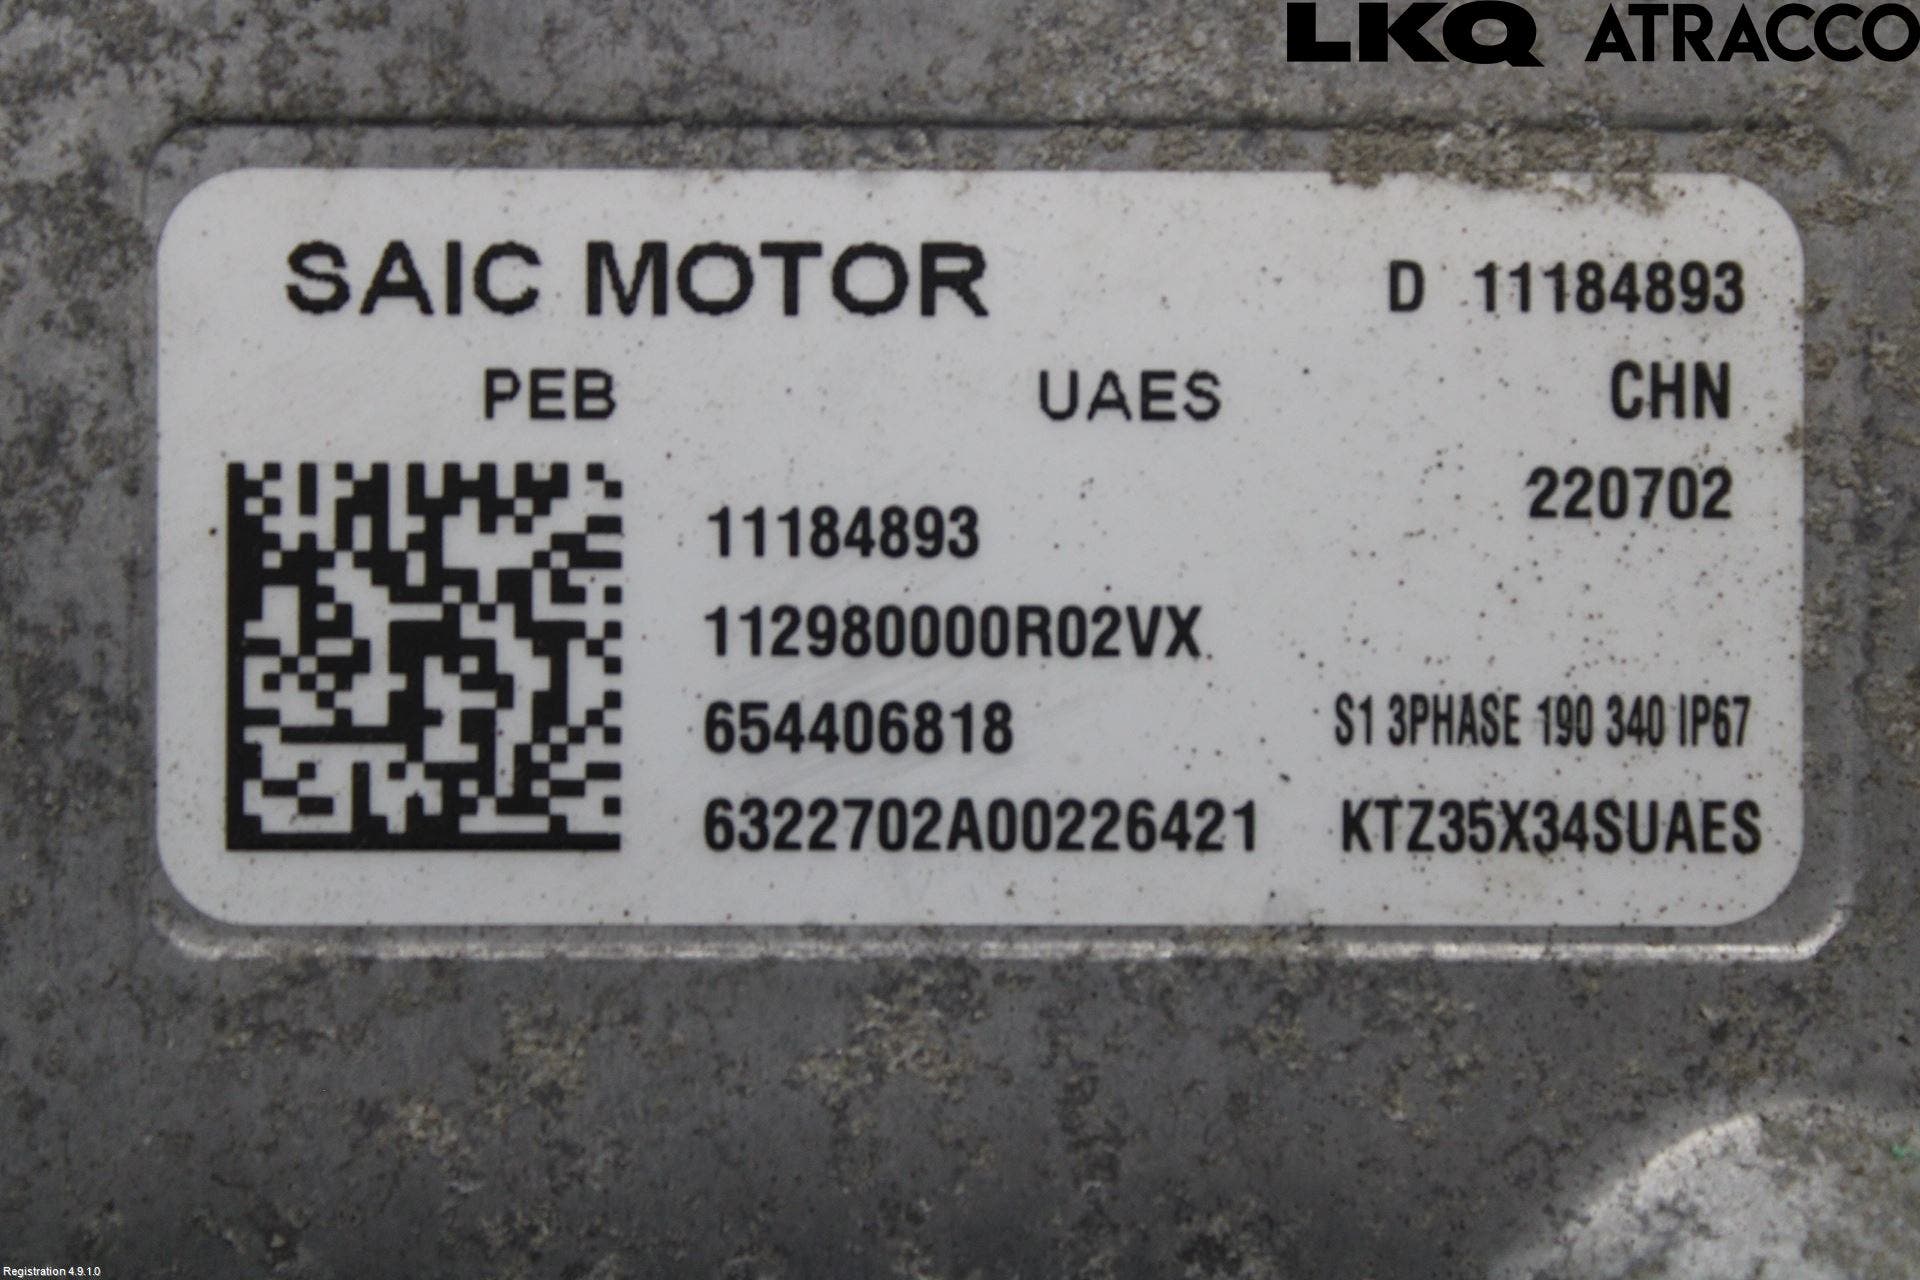 LKQ ATRACCO
SAIC MOTOR D 11184893
PEB UAES CHN
220702
11184893
112980000R02VX
654406818 S1 3PHASE 190 340 IP67
6322702A00226421 KTZ35X34SUAES
Registration 4.9.1.0